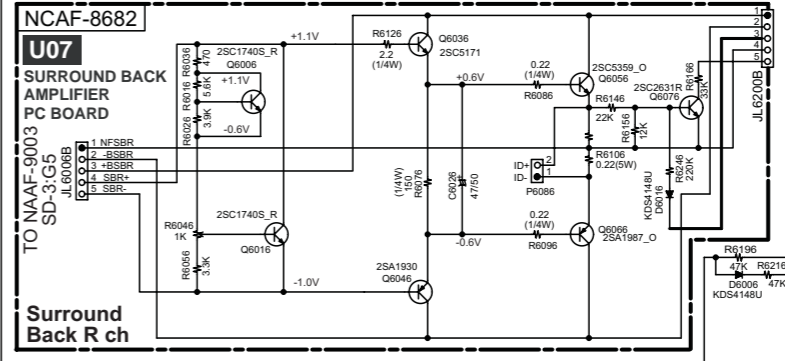 NCAF-8682
U07
SURROUND BACK
AMPLIFIER
PC BOARD
TO NAAF-9003
SD-3:G5
JL6006B
1 NFSBR
2 -BSBR
3 +BSBR
4 SBR+
5 SBR-
R6036
470
R6016
5.6K
R6026
3.9K
2SC1740S_R
Q6006
+1.1V
-0.6V
+1.1V
R6126
2.2
(1/4W)
Q6036
2SC5171
+0.6V
0.22
(1/4W)
R6086
2SC5359_O
Q6056
R6146
22K
R6156
12K
2SC2631R
Q6076
R6166
33K
1
2
3
4
5
JL6200B
R6106
0.22(5W)
ID+
ID-
2
1
P6086
R6246
220K
KDS4148U
D6016
(1/4W)
150
R6076
C6026
+
47/50
R6046
1K
R6056
3.3K
2SC1740S_R
Q6016
-1.0V
2SA1930
Q6046
-0.6V
0.22
(1/4W)
R6096
Q6066
2SA1987_O
R6196
47K
R6216
47K
D6006
KDS4148U
Surround
Back R ch